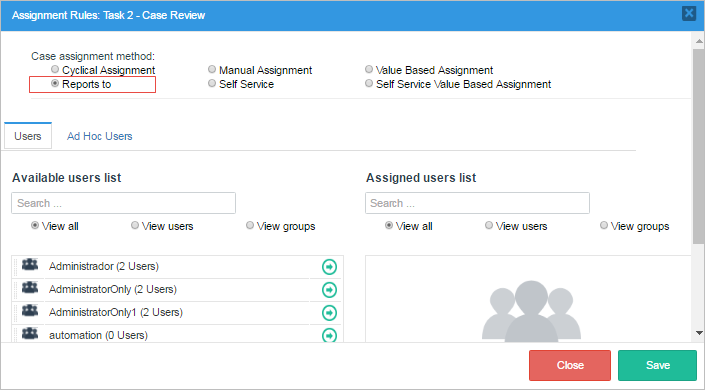 Assignment Rules: Task 2 - Case Review
Case assignment method:
Cyclical Assignment Manual Assignment Value Based Assignment
Reports to Self Service Self Service Value Based Assignment
Users Ad Hoc Users
Available users list Assigned users list
Search ... Search ...
View all View users View groups View all View users View groups
Administrador (2 Users)
AdministratorOnly (2 Users)
AdministratorOnly1 (2 Users)
automation (0 Users)
Close Save